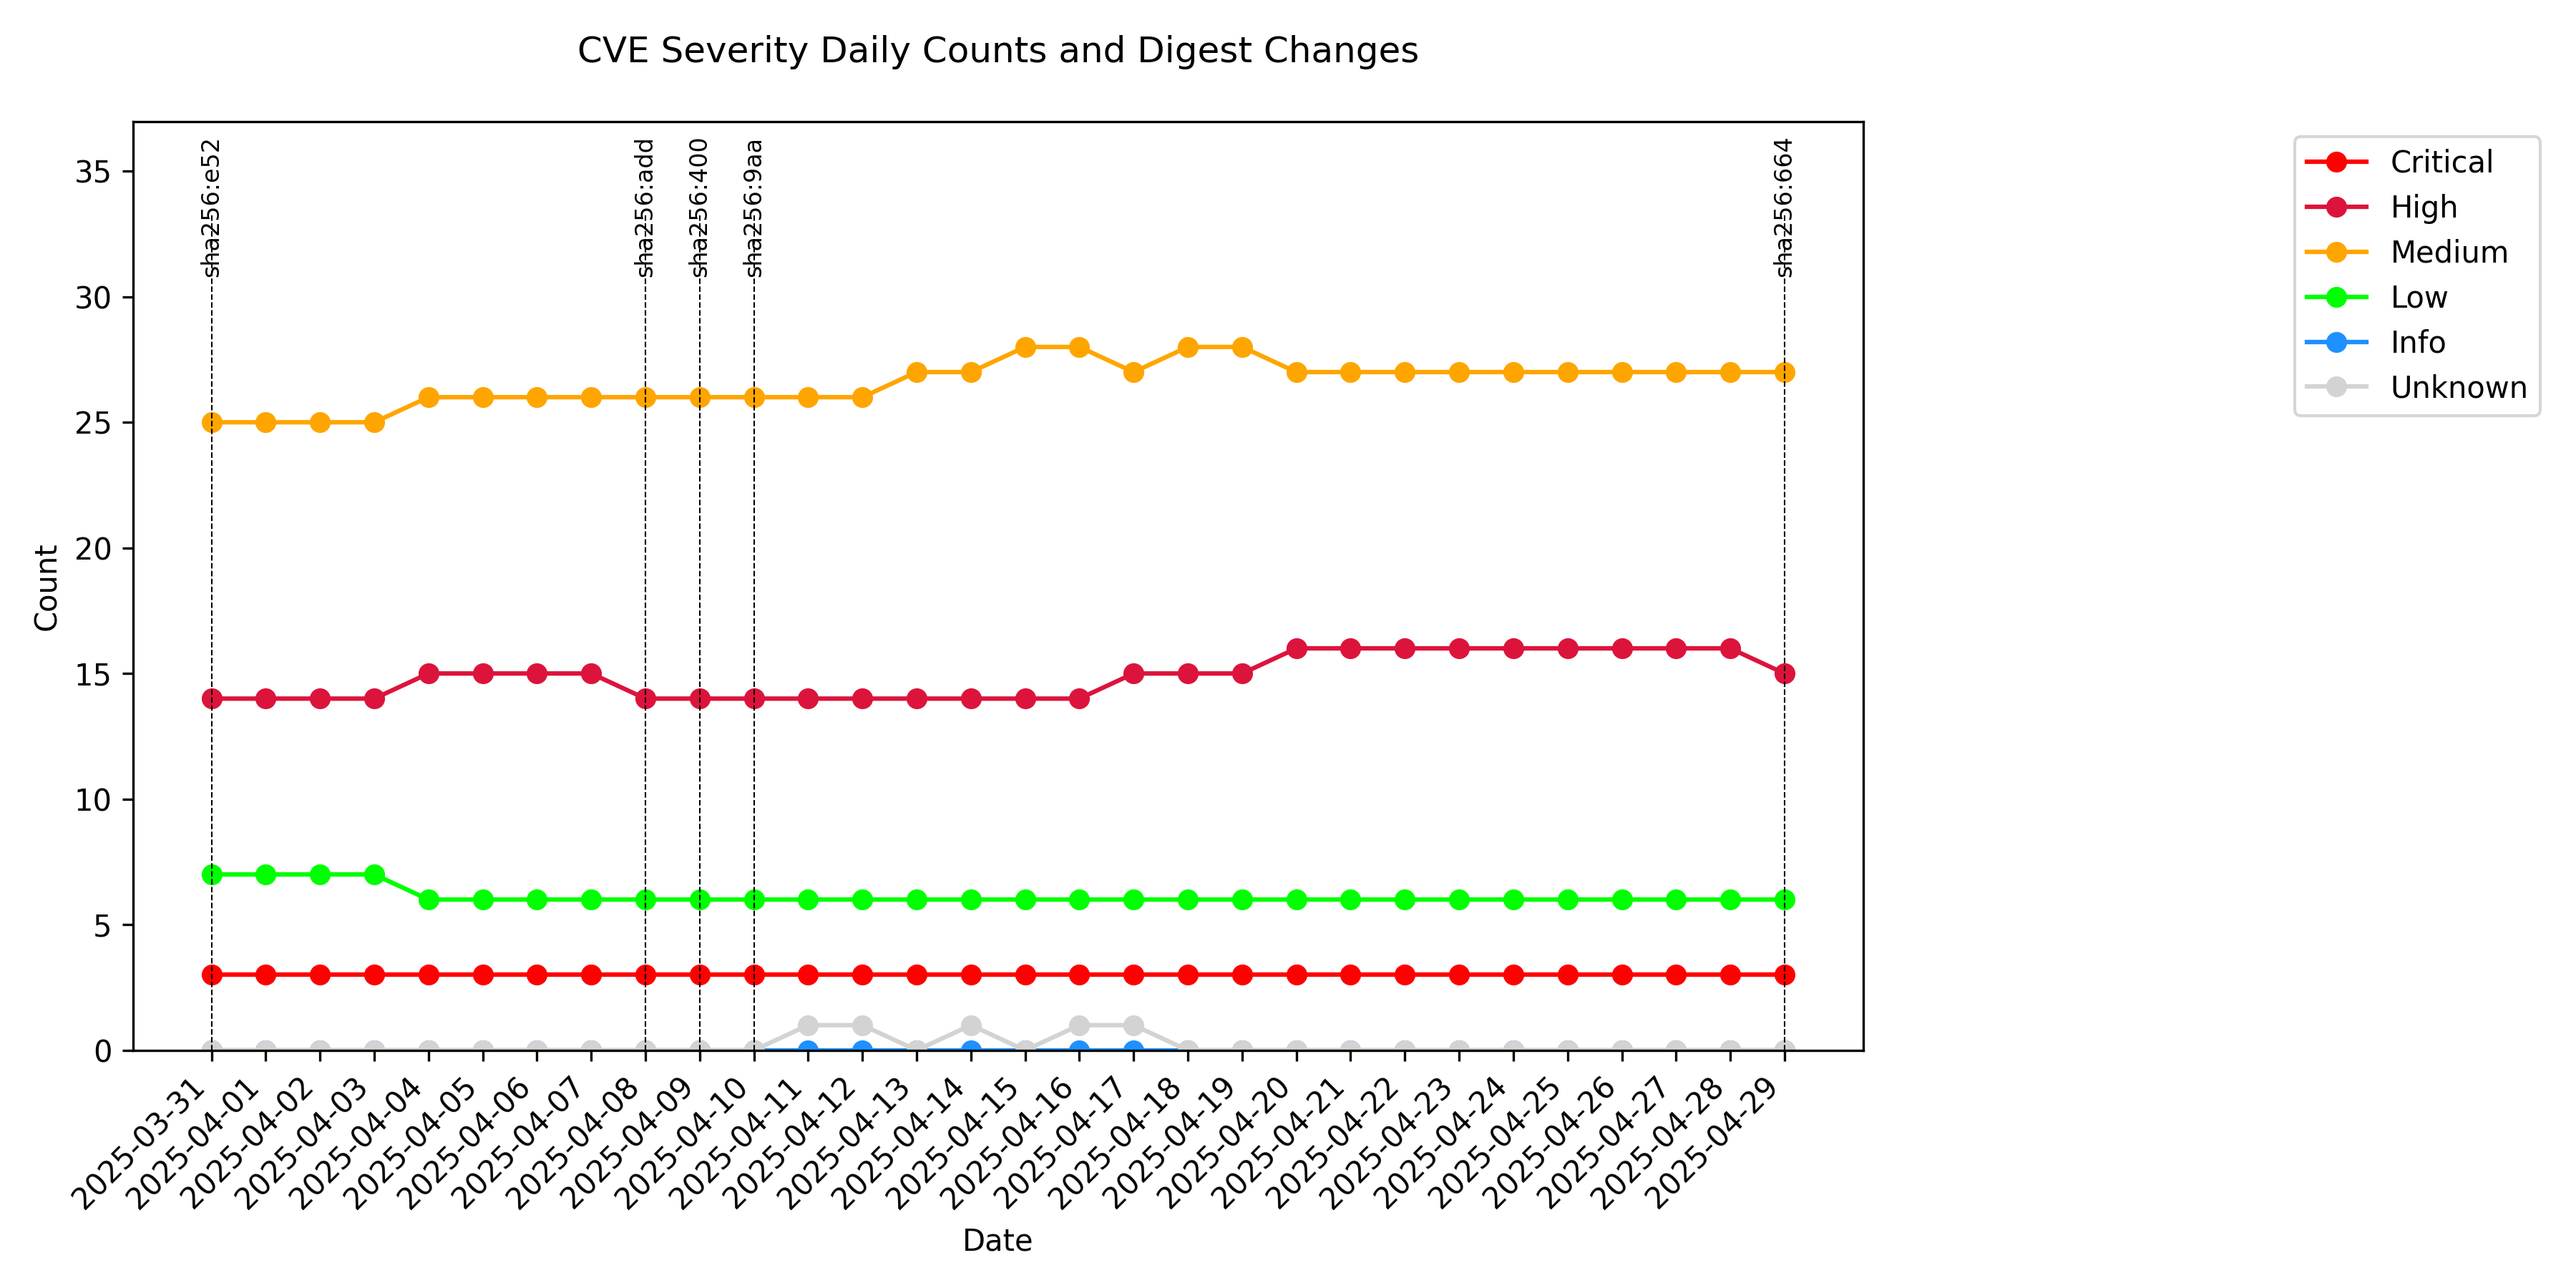 CVE Severity Daily Counts and Digest Changes
sha256:e52
sha256:add
sha256:400
sha256:9aa
sha256:664
Critical
High
Medium
Low
Info
Unknown
Count
35
30
25
20
15
10
5
0
2025-03-31
2025-04-01
2025-04-02
2025-04-03
2025-04-04
2025-04-05
2025-04-06
2025-04-07
2025-04-08
2025-04-09
2025-04-10
2025-04-11
2025-04-12
2025-04-13
2025-04-14
2025-04-15
2025-04-16
2025-04-17
2025-04-18
2025-04-19
2025-04-20
2025-04-21
2025-04-22
2025-04-23
2025-04-24
2025-04-25
2025-04-26
2025-04-27
2025-04-28
2025-04-29
Date